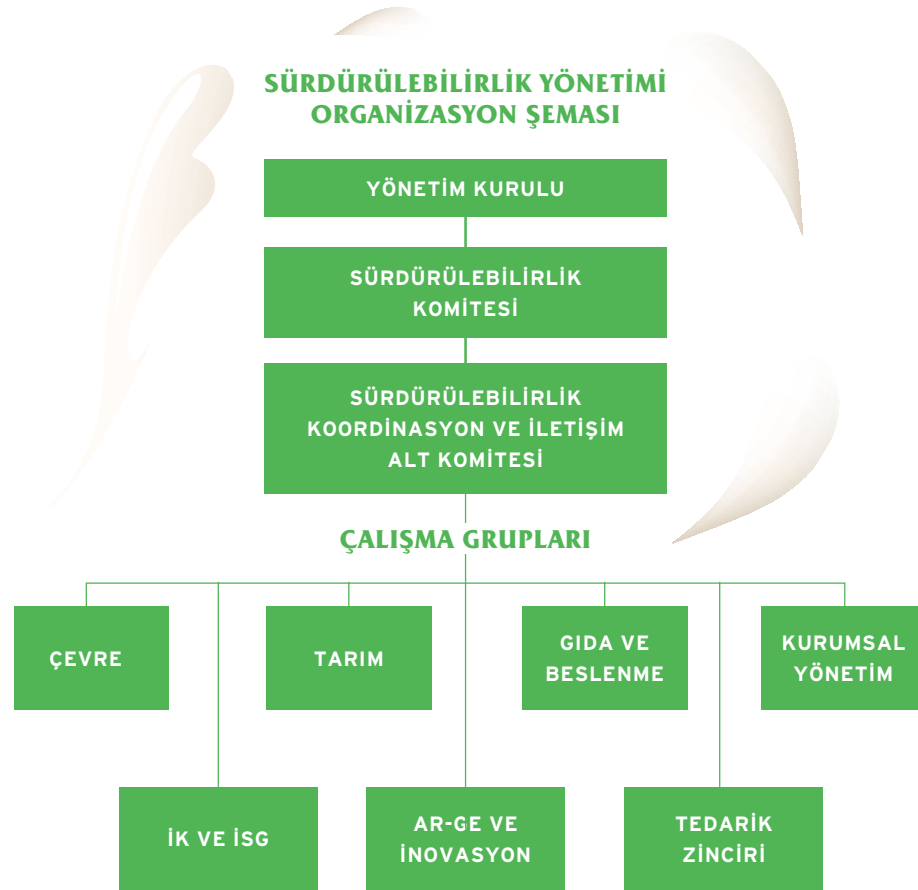 SÜRDÜRÜLEBİLİRLİK YÖNETİMİ
ORGANİZASYON ŞEMASI
YÖNETİM KURULU
SÜRDÜRÜLEBİLİRLİK
KOMİTESİ
SÜRDÜRÜLEBİLİRLİK
KOORDİNASYON VE İLETİŞİM
ALT KOMİTESİ
ÇALIŞMA GRUPLARI
ÇEVRE
TARIM
GIDA VE
BESLENME
KURUMSAL
YÖNETİM
İK VE İSG
AR-GE VE
İNOVASYON
TEDARİK
ZİNCİRİ